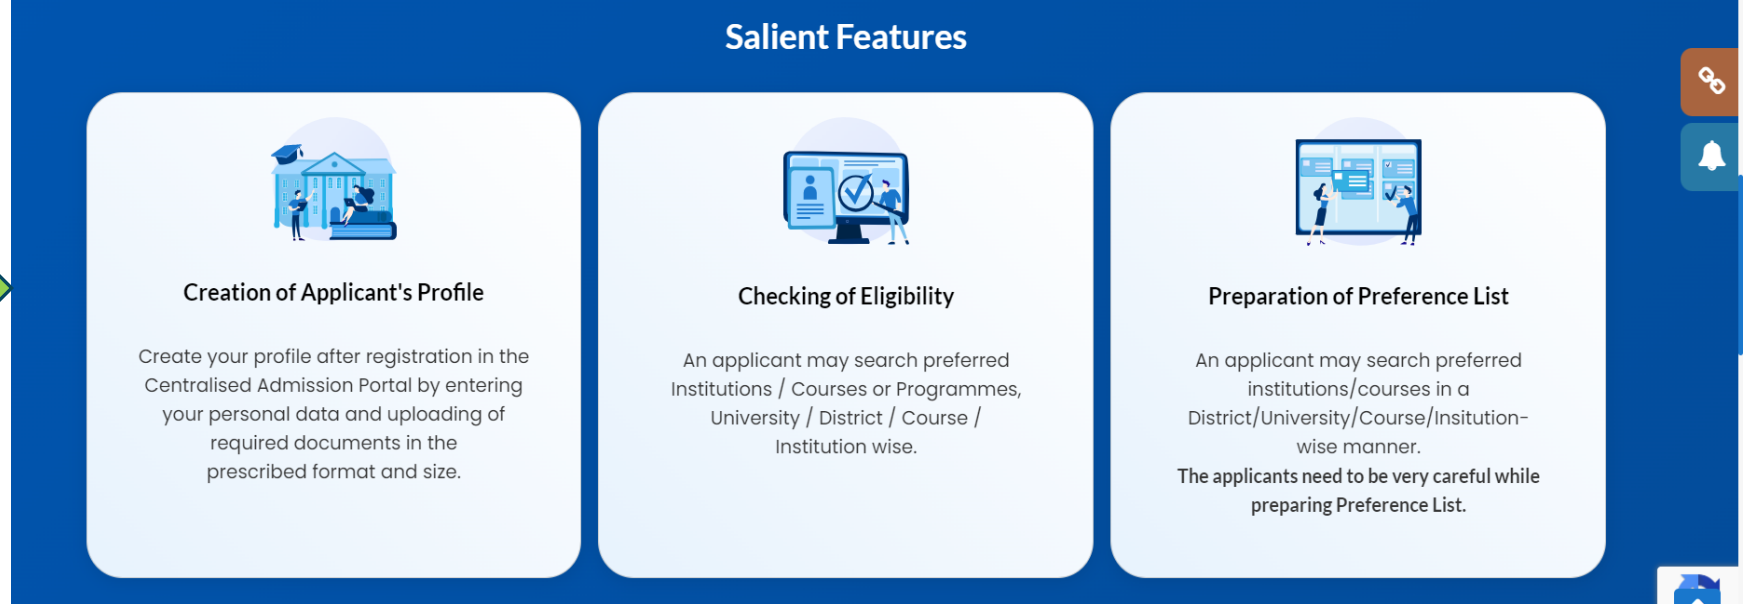 Salient Features
Creation of Applicant's Profile
Create your profile after registration in the
Centralised Admission Portal by entering
your personal data and uploading of
required documents in the
prescribed format and size.
Checking of Eligibility
An applicant may search preferred
Institutions / Courses or Programmes,
University / District / Course /
Institution wise.
Preparation of Preference List
An applicant may search preferred
institutions/courses in a
District/University/Course/Insitution-
wise manner.
The applicants need to be very careful while
preparing Preference List.